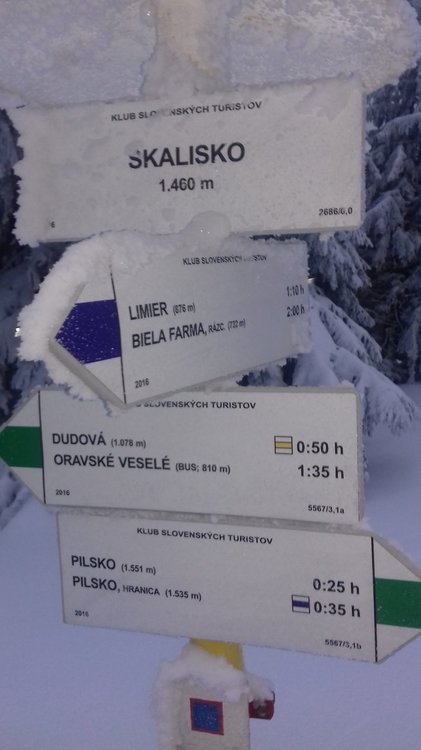 KLUB SLOVENSKÝCH TURISTOV
SKALISKO
1.460 m
6 2686/0,0
KLUB SLOVENSKÝCH TURISTOV
LIMIER (876 m) 1:10 h
BIELA FARMA, RÁZC. (732 m) 2:00 h
2016
SLOVENSKÝCH TURISTOV
DUDOVÁ (1.078 m) 0:50 h
ORAVSKÉ VESELÉ (BUS; 810 m) 1:35 h
2016 5567/3,1a
KLUB SLOVENSKÝCH TURISTOV
PILSKO (1.551 m) 0:25 h
PILSKO, HRANICA (1.535 m) 0:35 h
2016 5567/3,1b